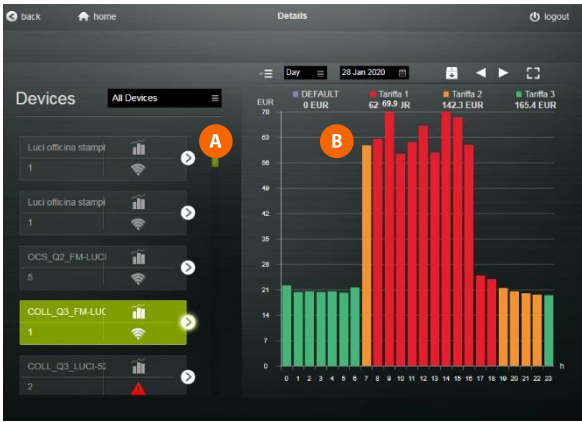 back
home
Details
logout
Day
28 Jan 2020
Devices
All Devices
EUR
DEFAULT
0 EUR
Tariffa 1
69.9
Tariffa 2
142.3 EUR
Tariffa 3
165.4 EUR
A
B
Luci officina stampi
1
Luci officina stampi
1
OCS_Q2_FM-LUCI
5
COLL_Q3_FM-LUC
1
COLL_Q3_LUCI-52
2
70
63
56
49
42
35
28
21
14
7
0
0 1 2 3 4 5 6 7 8 9 10 11 12 13 14 15 16 17 18 19 20 21 22 23
h